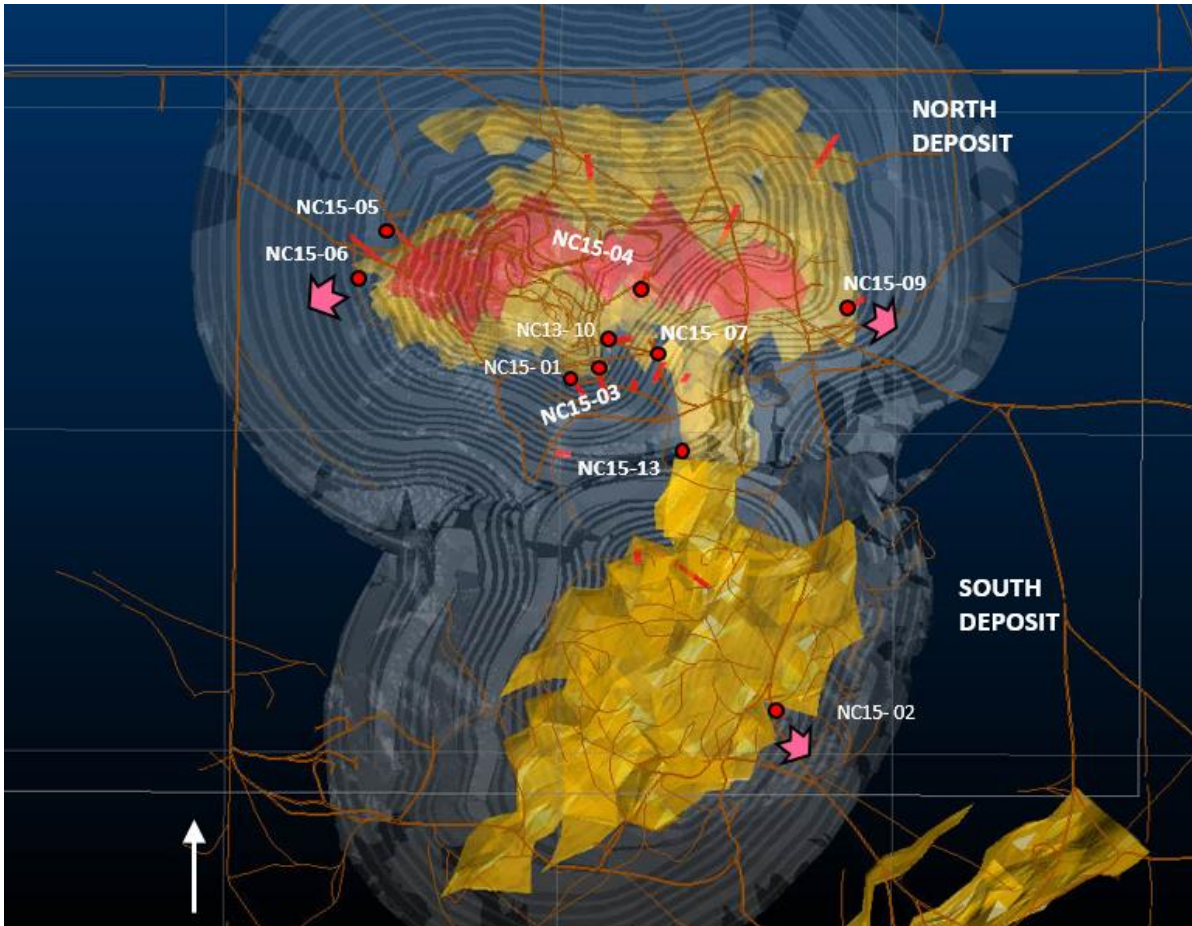 NORTH
DEPOSIT
NC15-05
NC15-06
NC15-04
NC15-09
NC13- 10
NC15- 07
NC15- 01
NC15-03
NC15-13
SOUTH
DEPOSIT
NC15- 02